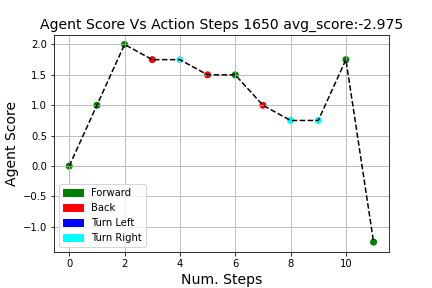 Agent Score Vs Action Steps 1650 avg_score:-2.975
2.0
1.5
1.0
0.5
0.0
−0.5
−1.0
Agent Score
Forward
Back
Turn Left
Turn Right
0 2 4 6 8 10
Num. Steps